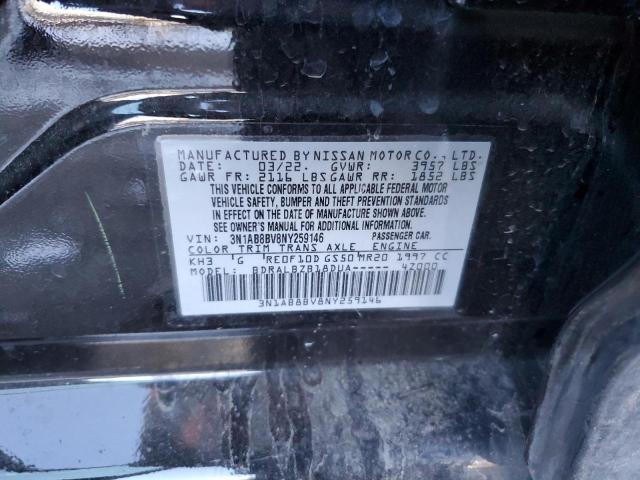 MANUFACTURED BY NISSAN MOTOR CO., LTD.
DATE: 03/22 GVWR: 3957 LBS
GAWR FR: 2116 LBS GAWR RR: 1852 LBS
THIS VEHICLE CONFORMS TO ALL APPLICABLE FEDERAL MOTOR
VEHICLE SAFETY, BUMPER AND THEFT PREVENTION STANDARDS
IN EFFECT ON THE DATE OF MANUFACTURE SHOWN ABOVE.
SEE OWNER'S MANUAL FOR ADDITIONAL INFORMATION.
VIN: 3N1AB8BV8NY259146 PASSENGER CAR.
COLOR TRIM TRANS AXLE ENGINE
KH3 G RE0F10D GS50 MR20 1997 CC
MODEL: BDRALBZB18DUA----- 4Z000
3N1AB8BV8NY259146